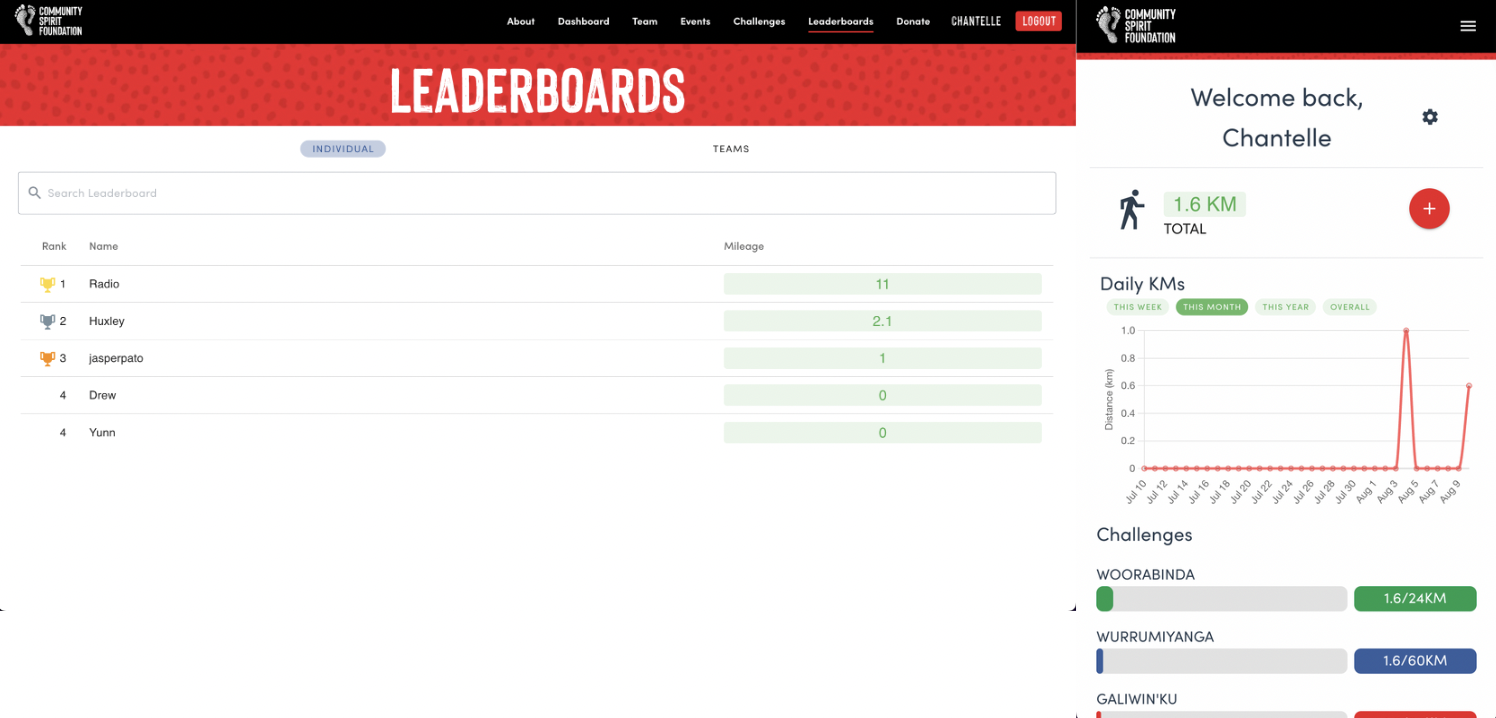 COMMUNITY
SPIRIT
FOUNDATION
About Dashboard Team Events Challenges Leaderboards Donate CHANTELLE LOGOUT
LEADERBOARDS
INDIVIDUAL TEAMS
Search Leaderboard
Rank Name Mileage
1 Radio 11
2 Huxley 2.1
3 jasperpato 1
4 Drew 0
4 Yunn 0
COMMUNITY
SPIRIT
FOUNDATION
Welcome back,
Chantelle
1.6 KM
TOTAL
+
Daily KMs
THIS WEEK THIS MONTH THIS YEAR OVERALL
Distance (km)
1.0
0.8
0.6
0.4
0.2
0
Jul 10 Jul 12 Jul 14 Jul 16 Jul 18 Jul 20 Jul 22 Jul 24 Jul 26 Jul 28 Jul 30 Aug 1 Aug 3 Aug 5 Aug 7 Aug 9
Challenges
WOORABINDA
1.6/24KM
WURRUMIYANGA
1.6/60KM
GALIWIN'KU